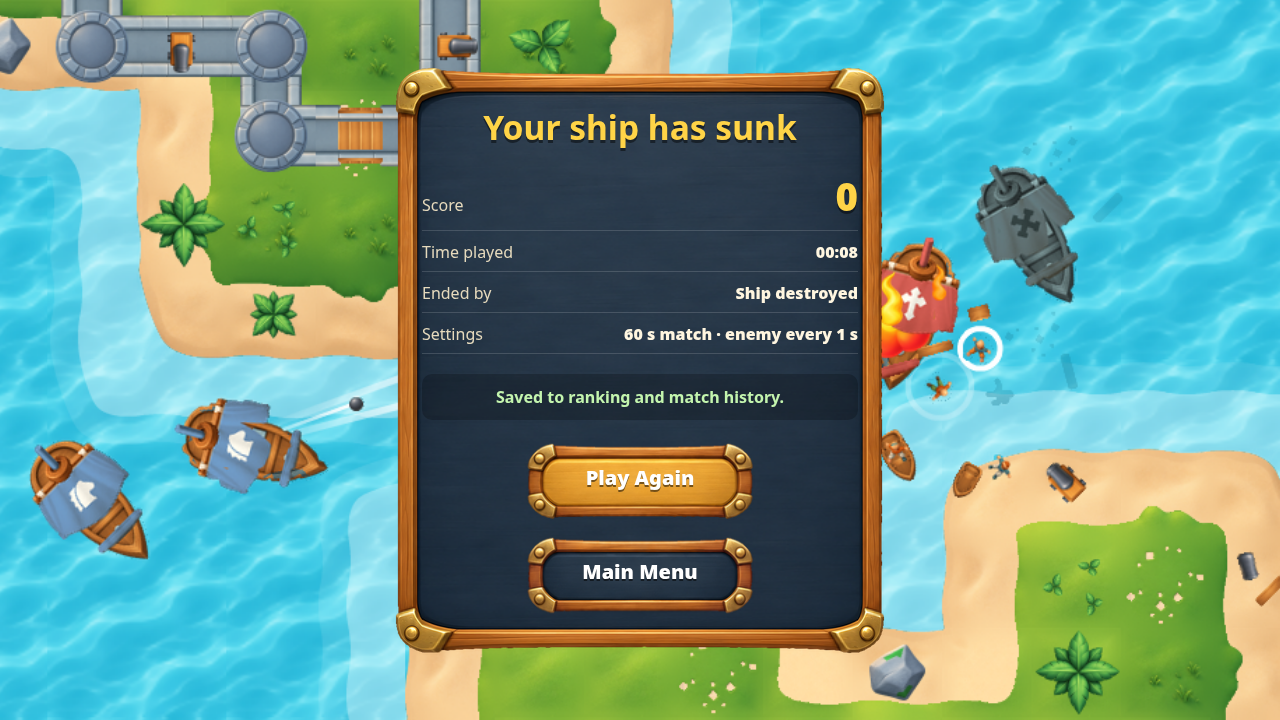 Your ship has sunk
Score 0
Time played 00:08
Ended by Ship destroyed
Settings 60 s match · enemy every 1 s
Saved to ranking and match history.
Play Again
Main Menu